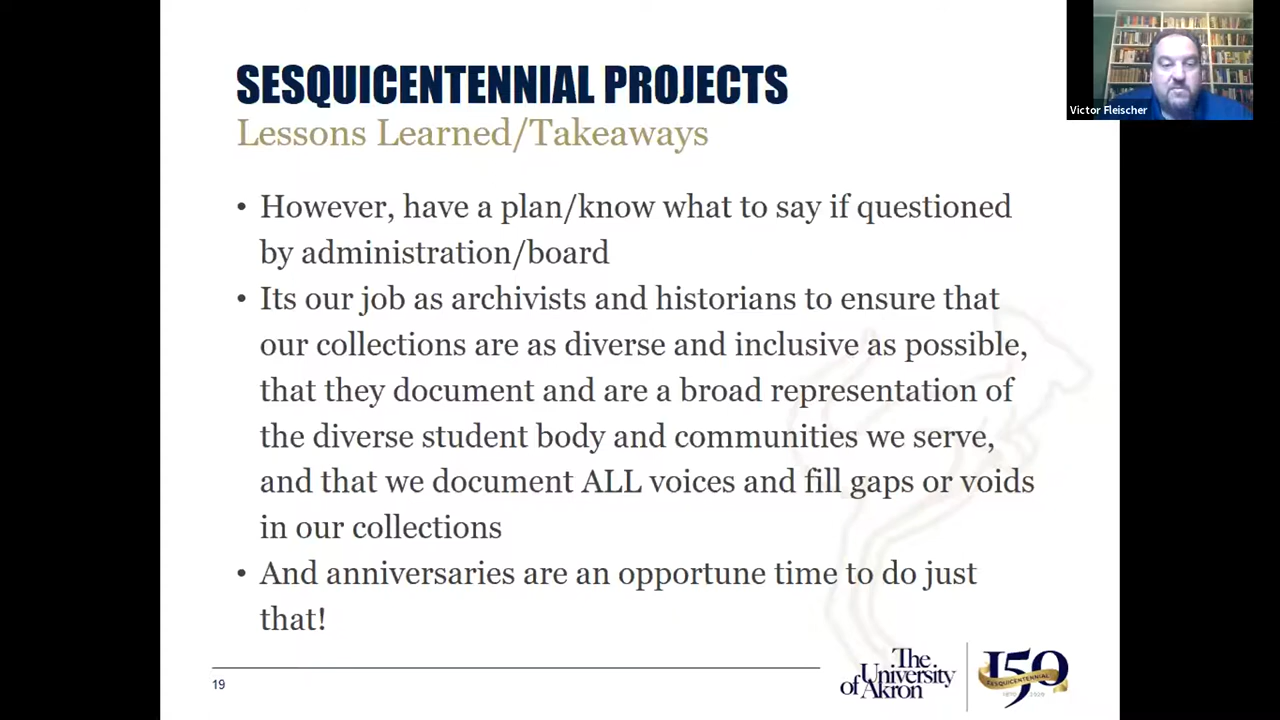 SESQUICENTENNIAL PROJECTS
Lessons Learned/Takeaways
• However, have a plan/know what to say if questioned
by administration/board
• Its our job as archivists and historians to ensure that
our collections are as diverse and inclusive as possible,
that they document and are a broad representation of
the diverse student body and communities we serve,
and that we document ALL voices and fill gaps or voids
in our collections
• And anniversaries are an opportune time to do just
that!
19
The
University
of Akron
150
SESQUICENTENNIAL
Victor Fleischer